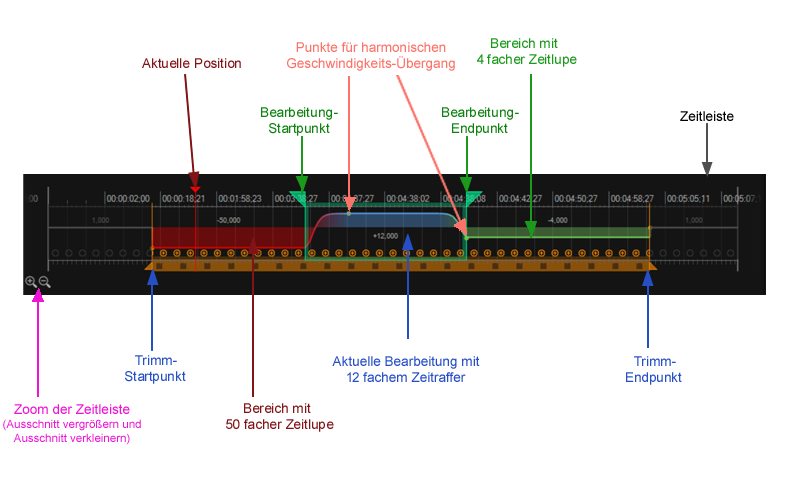 Punkte für harmonischen
Geschwindigkeits-Übergang
Bereich mit
4 facher Zeitlupe
Aktuelle Position
Bearbeitung-
Startpunkt
Bearbeitung-
Endpunkt
Zeitleiste
00:00:02;00
00:00:18;21
00:01:58;23
00:04:38;02
00:04:42;27
00:04:50;27
00:04:58;27
00:05:05;11
1,000
-50,000
+12,000
-4,000
1,000
Trimm-
Startpunkt
Aktuelle Bearbeitung mit
12 fachem Zeitraffer
Trimm-
Endpunkt
Zoom der Zeitleiste
(Ausschnitt vergrößern und
Ausschnitt verkleinern)
Bereich mit
50 facher Zeitlupe